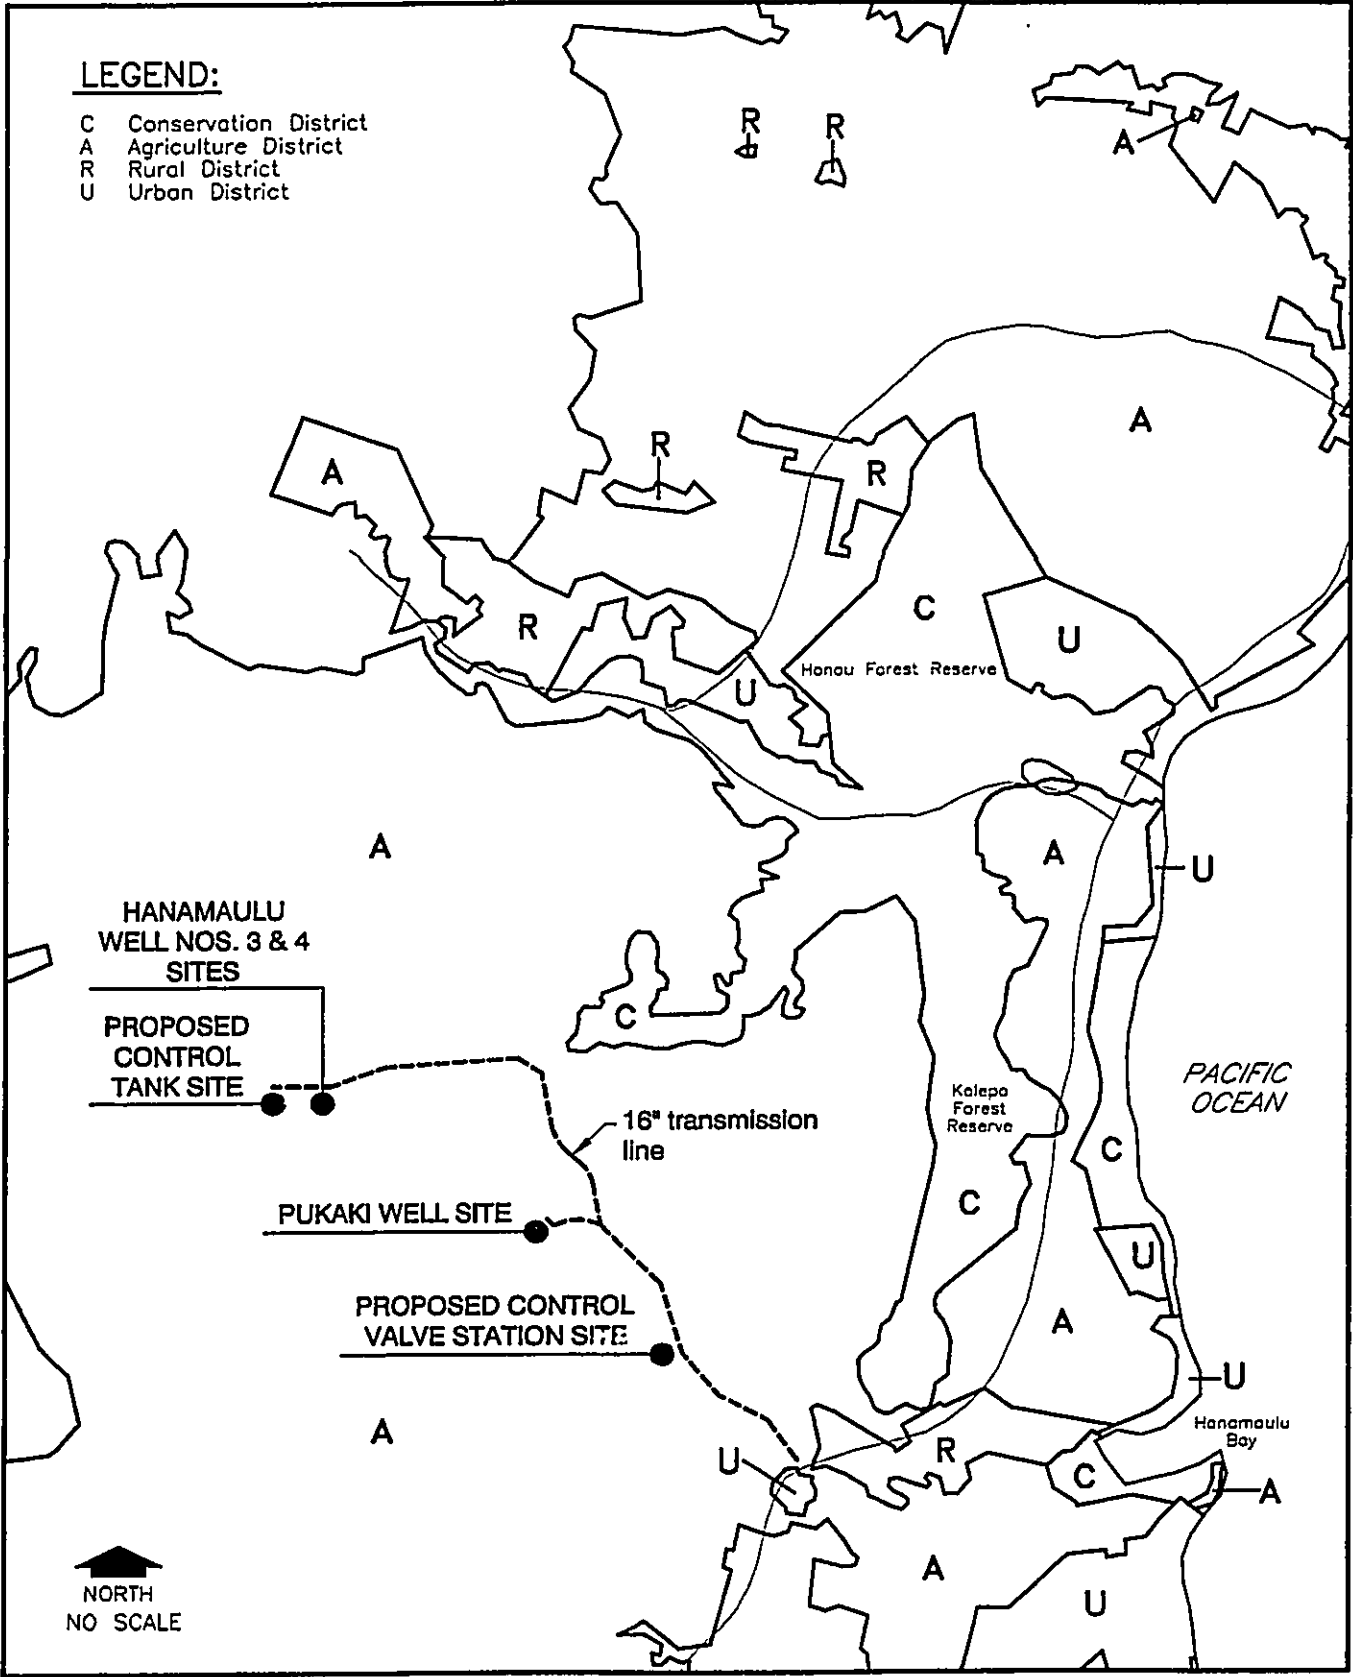 LEGEND:
C Conservation District
A Agriculture District
R Rural District
U Urban District
R
R
A
A
R
A
R
C
R
U
Honou Forest Reserve
U
A
A
U
HANAMAULU
WELL NOS. 3 & 4
SITES
C
PROPOSED
CONTROL
TANK SITE
PACIFIC
OCEAN
Kalepa
Forest
Reserve
16" transmission
line
C
C
PUKAKI WELL SITE
U
PROPOSED CONTROL
VALVE STATION SITE
A
U
A
Hanamaulu
Bay
R
U
C
A
A
U
NORTH
NO SCALE